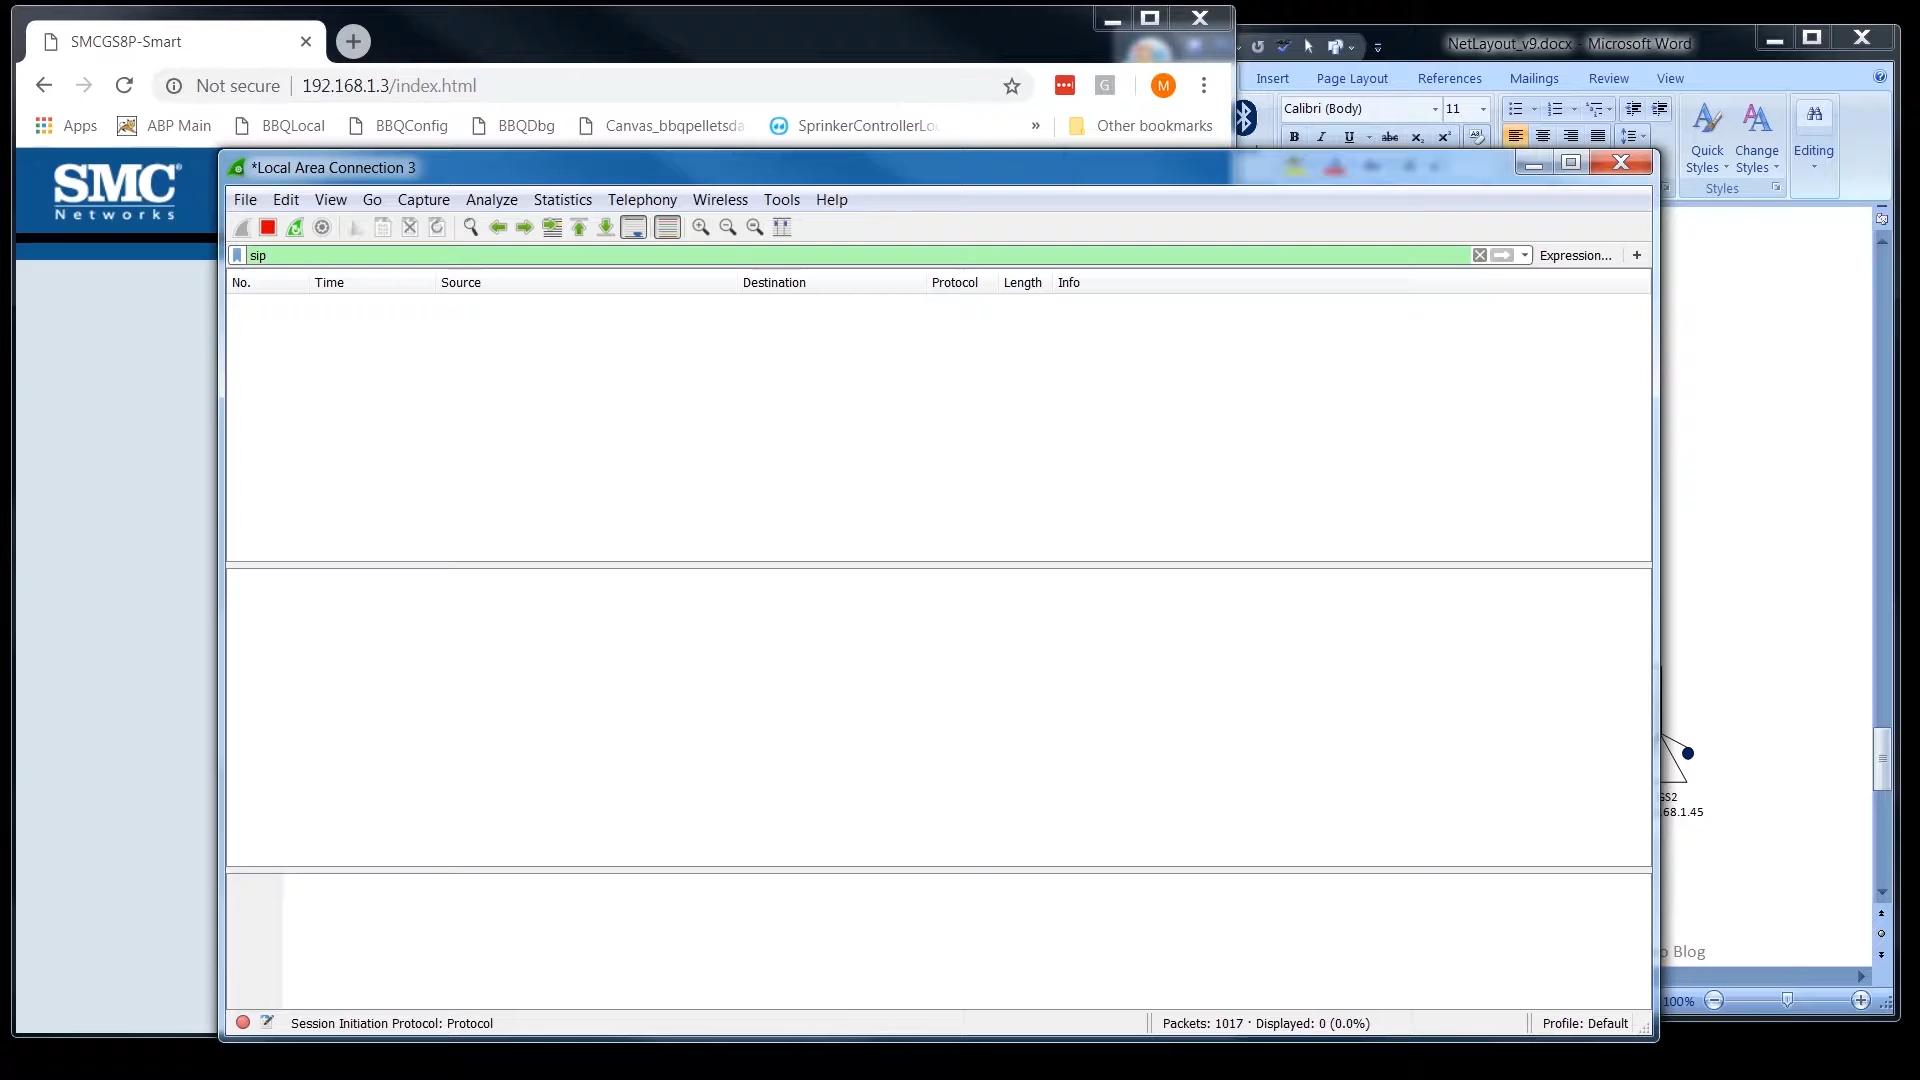 SMCGS8P-Smart
NetLayout_v9.docx - Microsoft Word
Not secure
192.168.1.3/index.html
M
G
Insert
Page Layout
References
Mailings
Review
View
Apps
ABP Main
BBQLocal
BBQConfig
BBQDbg
Canvas_bbqpelletsda
SprinkerControllerLo
»
Other bookmarks
Calibri (Body)
11
B I U abc X₂ X²
Quick
Styles
Change
Styles
Editing
Styles
SMC®
Networks
*Local Area Connection 3
File
Edit
View
Go
Capture
Analyze
Statistics
Telephony
Wireless
Tools
Help
sip
Expression...
+
No.
Time
Source
Destination
Protocol
Length
Info
GS2
.68.1.45
o Blog
100%
Session Initiation Protocol: Protocol
Packets: 1017 · Displayed: 0 (0.0%)
Profile: Default